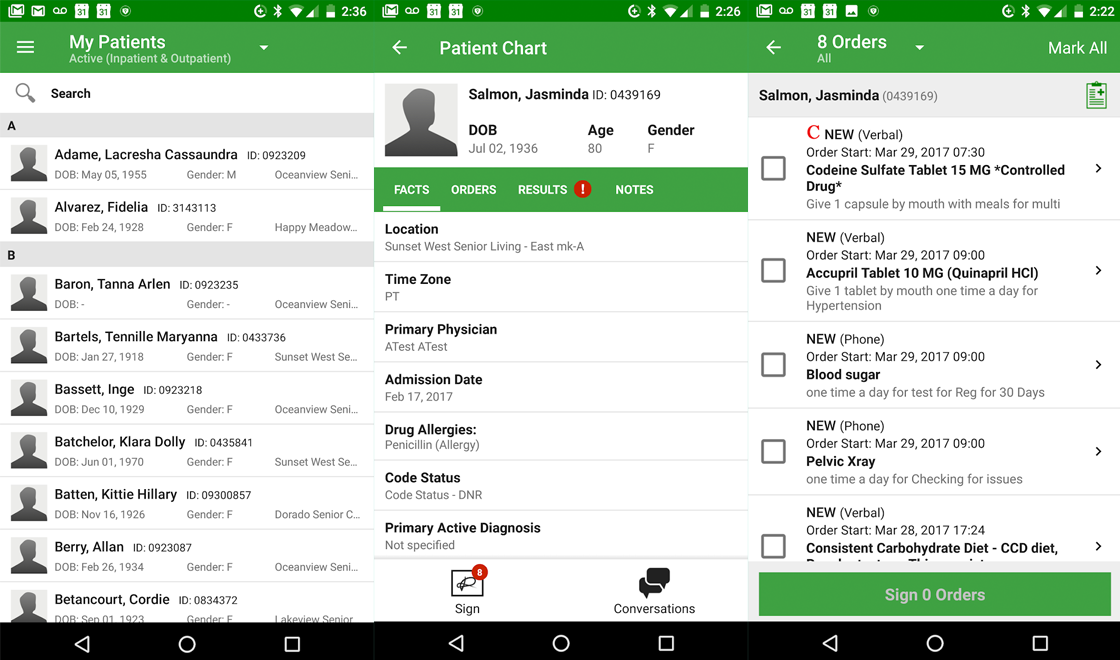 31 31 2:36
My Patients
Active (Inpatient & Outpatient)
Search
A
Adame, Lacresha Cassaundra ID: 0923209
DOB: May 05, 1955 Gender: M Oceanview Seni...
Alvarez, Fidelia ID: 3143113
DOB: Feb 24, 1928 Gender: F Happy Meadow...
B
Baron, Tanna Arlen ID: 0923235
DOB: - Gender: - Oceanview Seni...
Bartels, Tennille Maryanna ID: 0433736
DOB: Jan 27, 1918 Gender: F Sunset West Se...
Bassett, Inge ID: 0923218
DOB: Dec 10, 1929 Gender: F Oceanview Seni...
Batchelor, Klara Dolly ID: 0435841
DOB: Jun 01, 1970 Gender: F Sunset West Se...
Batten, Kittie Hillary ID: 09300857
DOB: Nov 16, 1926 Gender: F Dorado Senior C...
Berry, Allan ID: 0923087
DOB: Feb 26, 1934 Gender: F Oceanview Seni...
Betancourt, Cordie ID: 0834372
DOB: Sep 01, 1923 Gender: F Lakeview Senior
31 31 2:26
Patient Chart
Salmon, Jasminda ID: 0439169
DOB Age Gender
Jul 02, 1936 80 F
FACTS ORDERS RESULTS ! NOTES
Location
Sunset West Senior Living - East mk-A
Time Zone
PT
Primary Physician
ATest ATest
Admission Date
Feb 17, 2017
Drug Allergies:
Penicillin (Allergy)
Code Status
Code Status - DNR
Primary Active Diagnosis
Not specified
8
Sign Conversations
31 31 2:22
8 Orders Mark All
All
Salmon, Jasminda (0439169)
C NEW (Verbal)
Order Start: Mar 29, 2017 07:30
Codeine Sulfate Tablet 15 MG *Controlled
Drug*
Give 1 capsule by mouth with meals for multi
NEW (Verbal)
Order Start: Mar 29, 2017 09:00
Accupril Tablet 10 MG (Quinapril HCl)
Give 1 tablet by mouth one time a day for
Hypertension
NEW (Phone)
Order Start: Mar 29, 2017 09:00
Blood sugar
one time a day for test for Reg for 30 Days
NEW (Phone)
Order Start: Mar 29, 2017 09:00
Pelvic Xray
one time a day for Checking for issues
NEW (Verbal)
Order Start: Mar 28, 2017 17:24
Consistent Carbohydrate Diet - CCD diet,
Sign 0 Orders